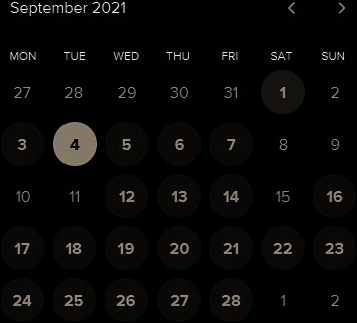 September 2021
MON TUE WED THU FRI SAT SUN
27 28 29 30 31 1 2
3 4 5 6 7 8 9
10 11 12 13 14 15 16
17 18 19 20 21 22 23
24 25 26 27 28 1 2